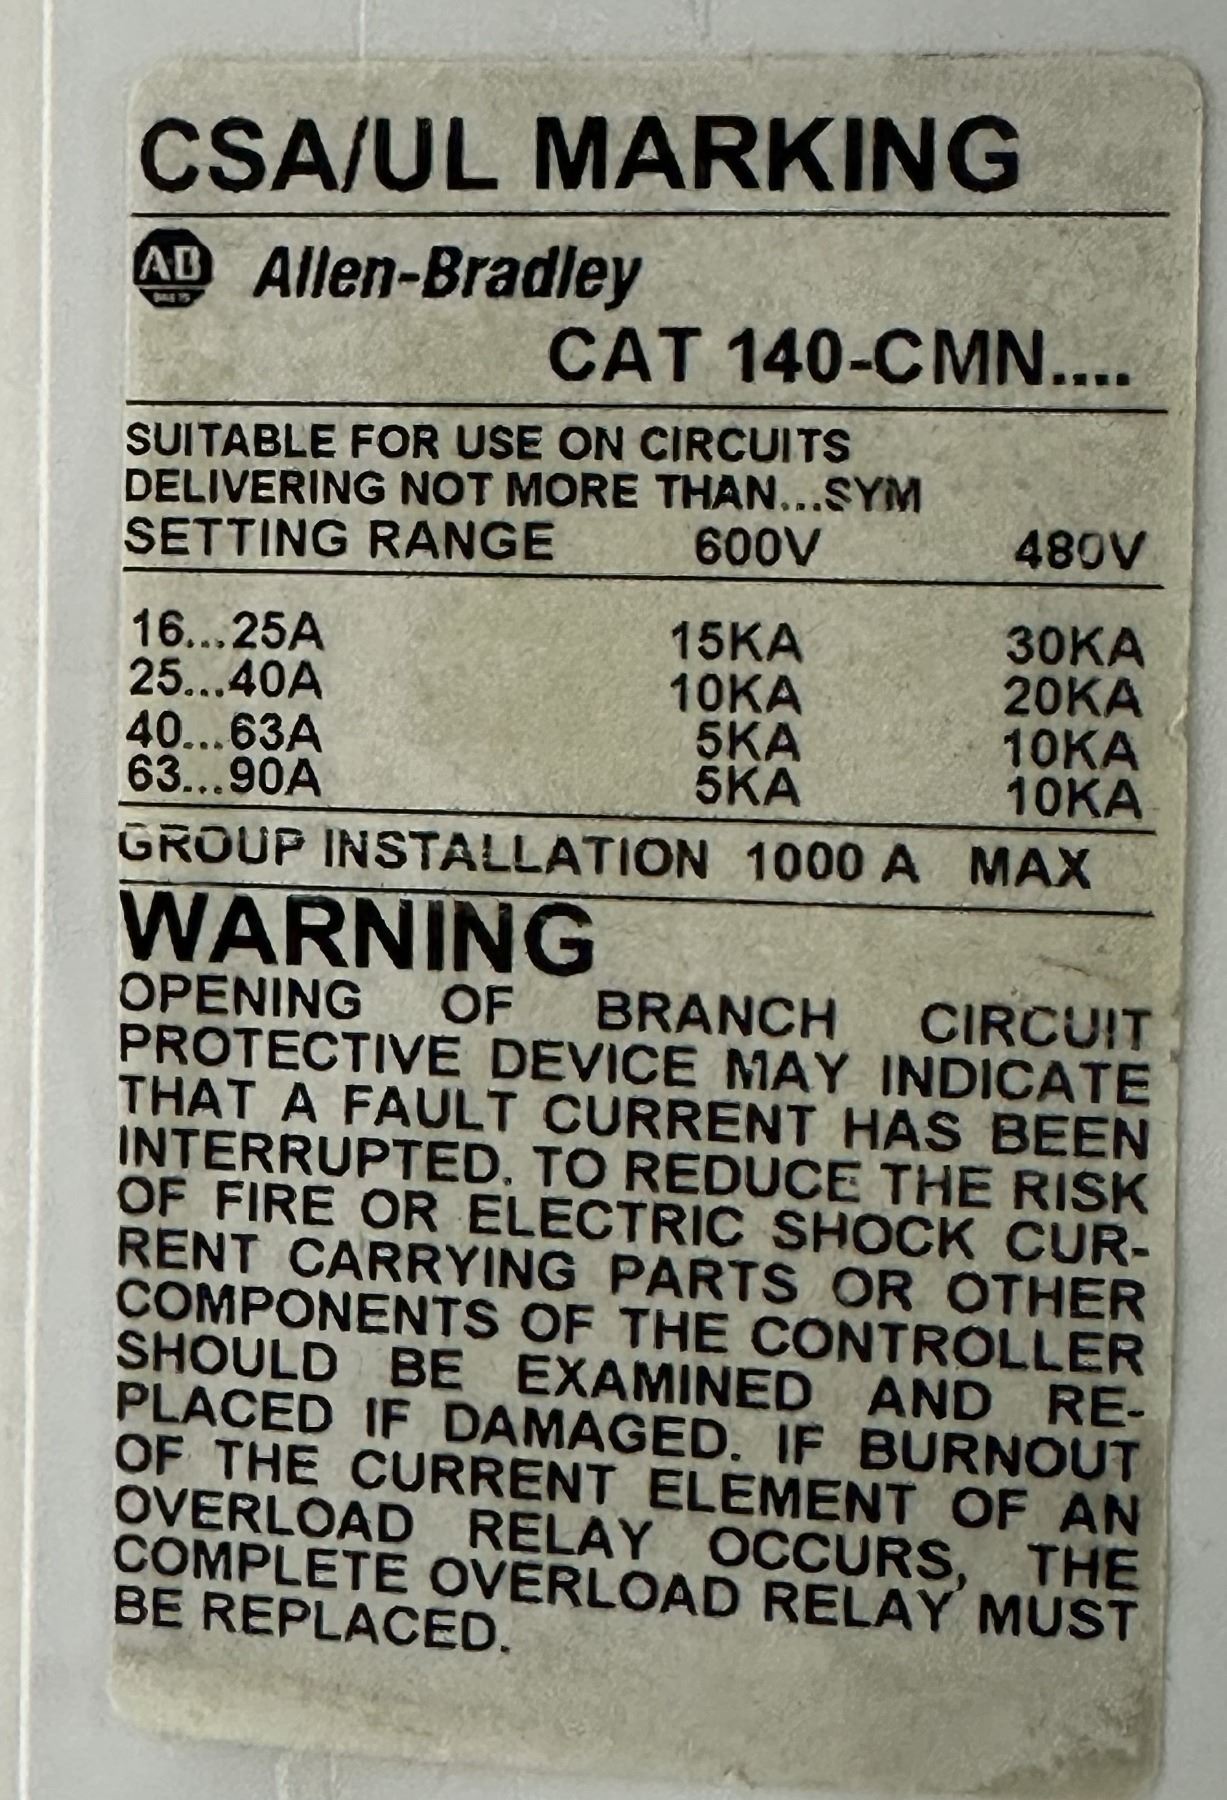 CSA/UL MARKING
AB Allen-Bradley
CAT 140-CMN....
SUITABLE FOR USE ON CIRCUITS
DELIVERING NOT MORE THAN...SYM
SETTING RANGE 600V 480V
16...25A 15KA 30KA
25...40A 10KA 20KA
40...63A 5KA 10KA
63...90A 5KA 10KA
GROUP INSTALLATION 1000 A MAX
WARNING
OPENING OF BRANCH CIRCUIT
PROTECTIVE DEVICE MAY INDICATE
THAT A FAULT CURRENT HAS BEEN
INTERRUPTED. TO REDUCE THE RISK
OF FIRE OR ELECTRIC SHOCK CUR-
RENT CARRYING PARTS OR OTHER
COMPONENTS OF THE CONTROLLER
SHOULD BE EXAMINED AND RE-
PLACED IF DAMAGED. IF BURNOUT
OF THE CURRENT ELEMENT OF AN
OVERLOAD RELAY OCCURS, THE
COMPLETE OVERLOAD RELAY MUST
BE REPLACED.